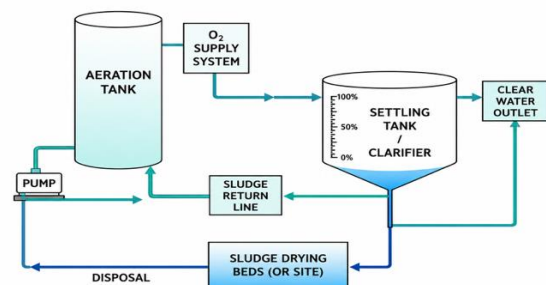 AERATION
TANK
O₂
SUPPLY
SYSTEM
100%
50%
0%
SETTLING
TANK
/
CLARIFIER
CLEAR
WATER
OUTLET
PUMP
SLUDGE
RETURN
LINE
SLUDGE DRYING
BEDS (OR SITE)
DISPOSAL